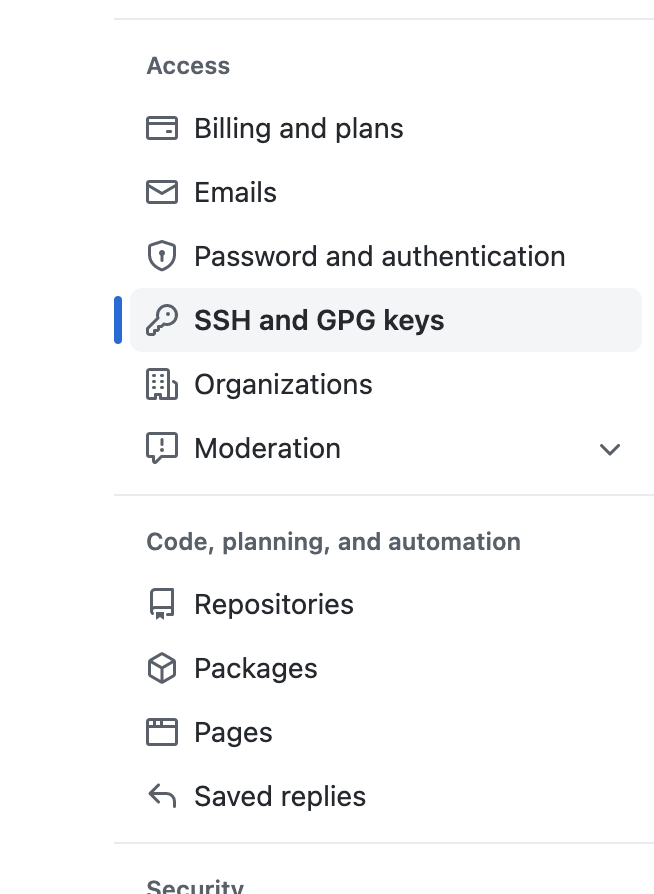 Access
Billing and plans
Emails
Password and authentication
SSH and GPG keys
Organizations
Moderation
Code, planning, and automation
Repositories
Packages
Pages
Saved replies
Security